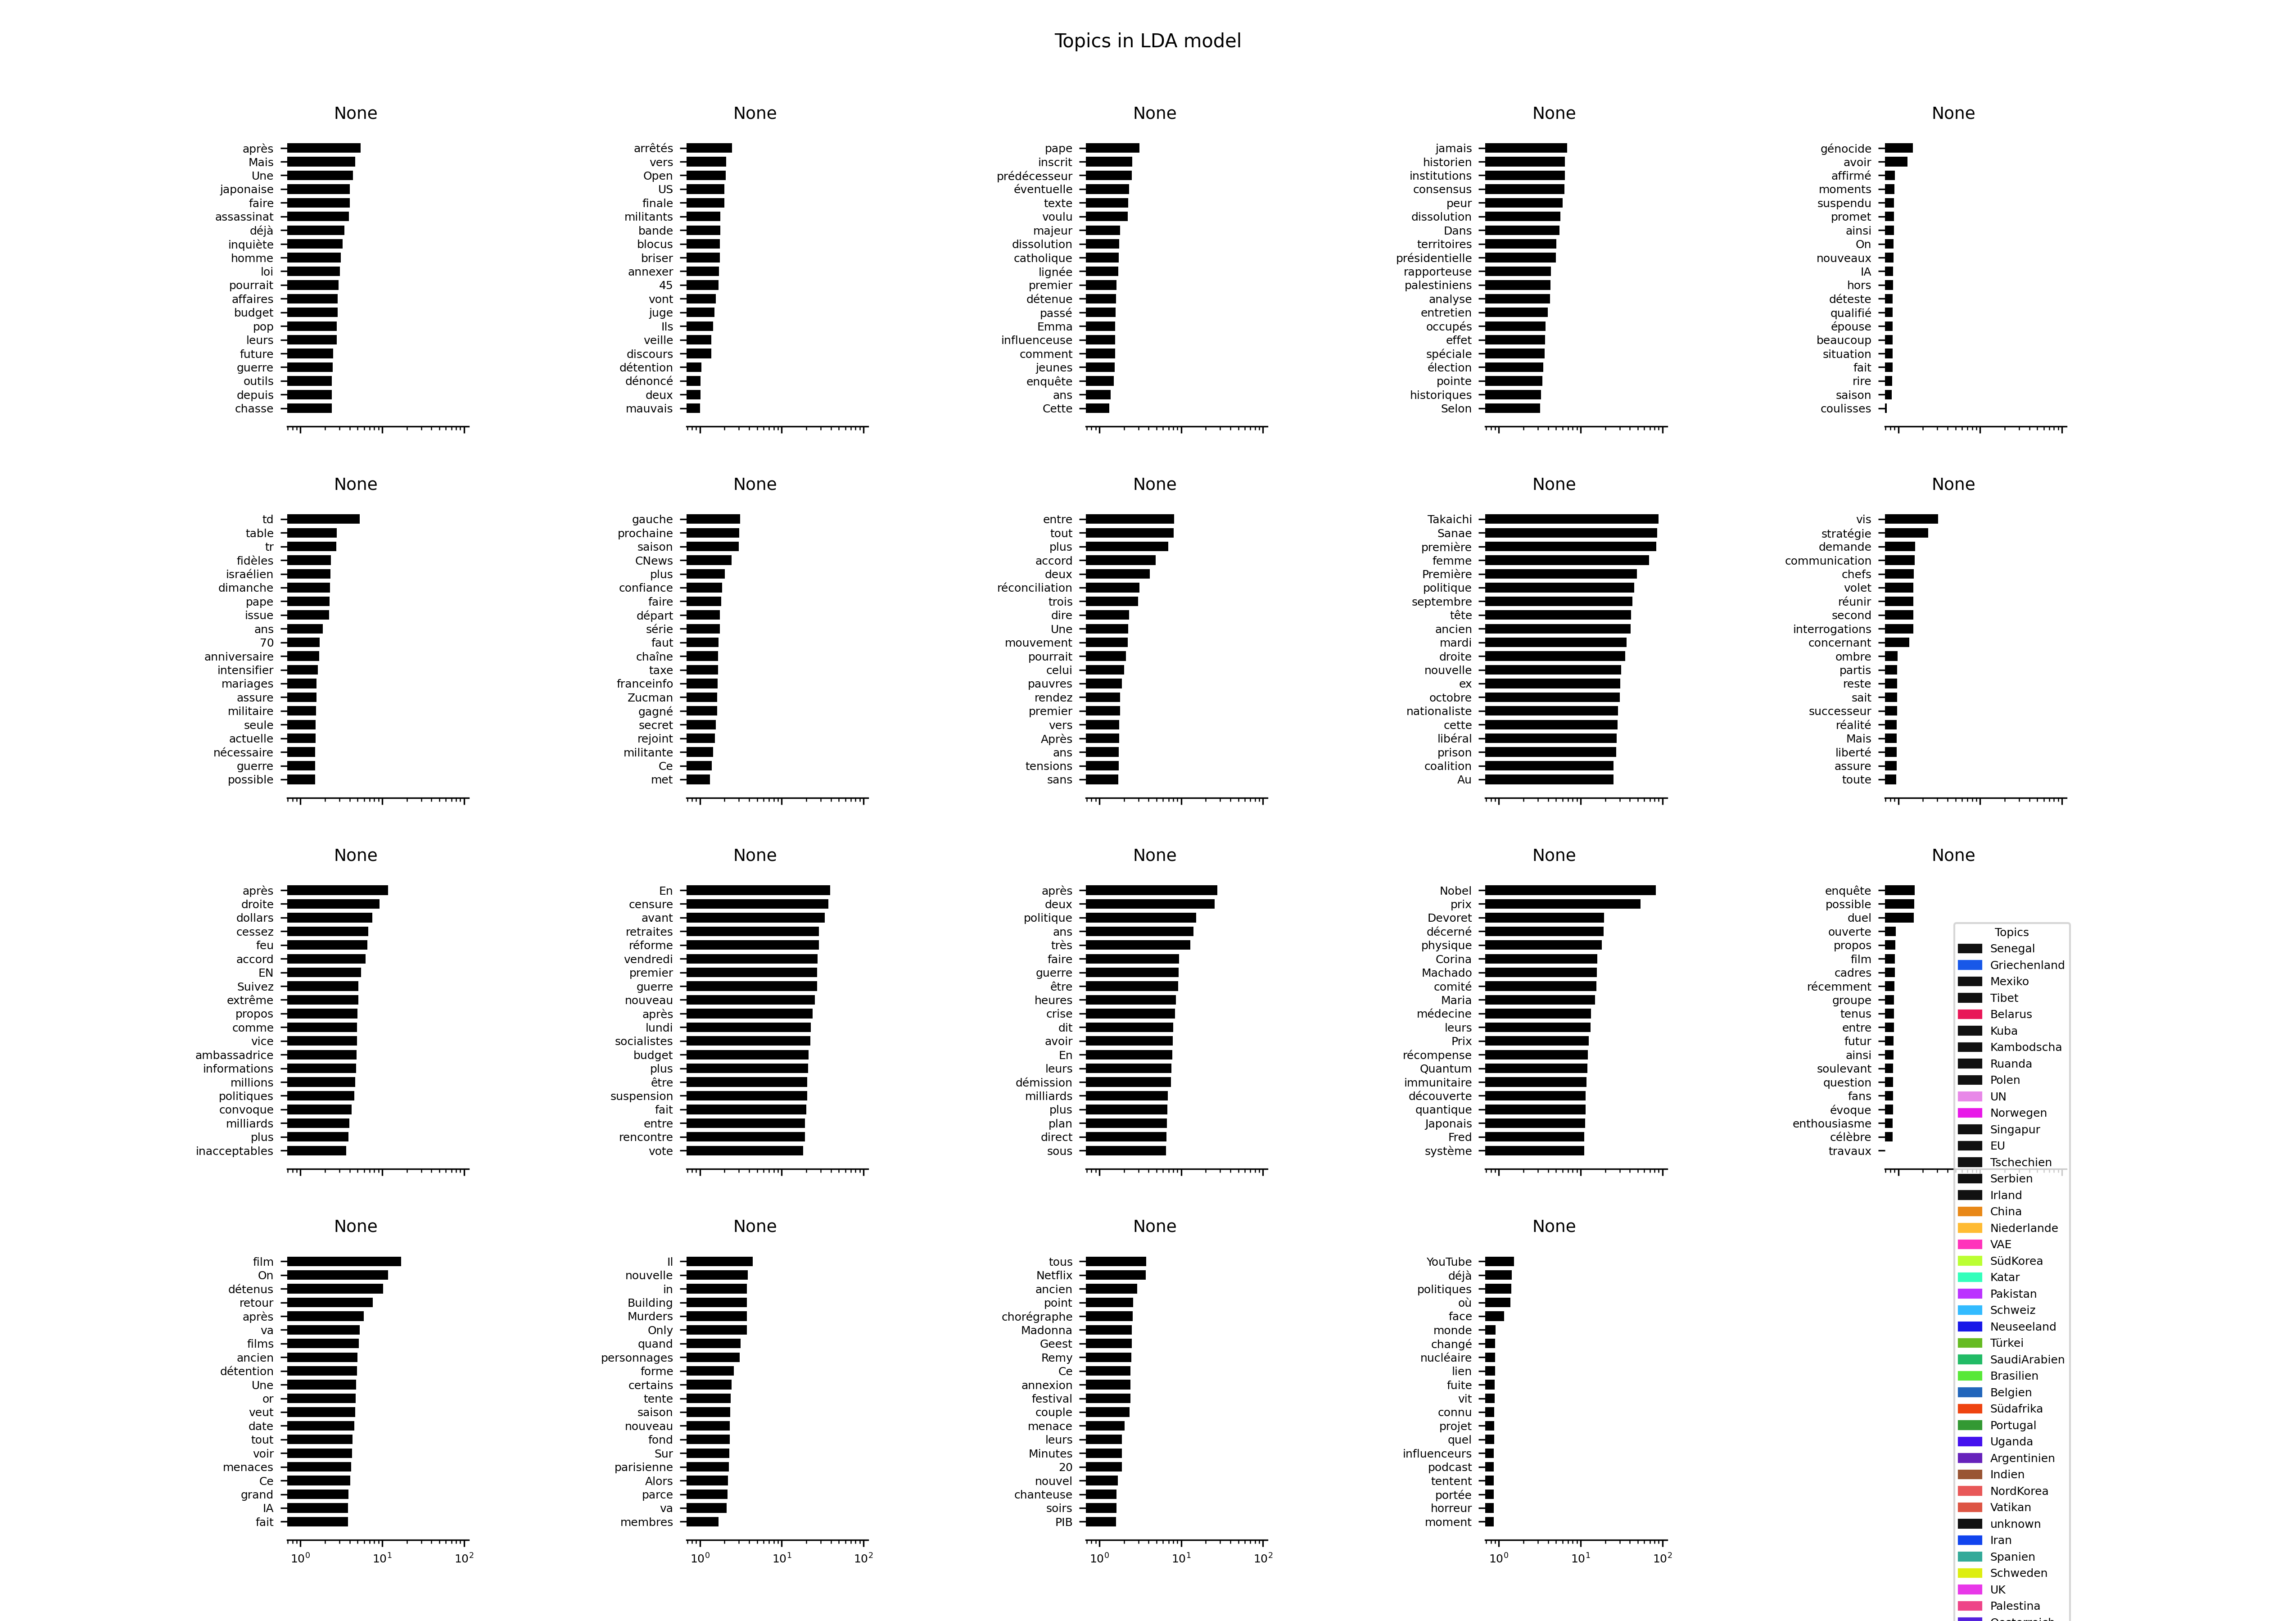 Topics in LDA model
None
après
Mais
Une
japonaise
faire
assassinat
déjà
inquiète
homme
loi
pourrait
affaires
budget
pop
leurs
future
guerre
outils
depuis
chasse
None
arrêtés
vers
Open
US
finale
militants
bande
blocus
briser
annexer
45
vont
juge
Ils
veille
discours
détention
dénoncé
deux
mauvais
None
pape
inscrit
prédécesseur
éventuelle
texte
voulu
majeur
dissolution
catholique
lignée
premier
détenue
passé
Emma
influenceuse
comment
jeunes
enquête
ans
Cette
None
jamais
historien
institutions
consensus
peur
dissolution
Dans
territoires
présidentielle
rapporteuse
palestiniens
analyse
entretien
occupés
effet
spéciale
élection
pointe
historiques
Selon
None
génocide
avoir
affirmé
moments
suspendu
promet
ainsi
On
nouveaux
IA
hors
déteste
qualifié
épouse
beaucoup
situation
fait
rire
saison
coulisses
None
td
table
tr
fidèles
israélien
dimanche
pape
issue
ans
70
anniversaire
intensifier
mariages
assure
militaire
seule
actuelle
nécessaire
guerre
possible
None
gauche
prochaine
saison
CNews
plus
confiance
faire
départ
série
faut
chaîne
taxe
franceinfo
Zucman
gagné
secret
rejoint
militante
Ce
met
None
entre
tout
plus
accord
deux
réconciliation
trois
dire
Une
mouvement
pourrait
celui
pauvres
rendez
premier
vers
Après
ans
tensions
sans
None
Takaichi
Sanae
première
femme
Première
politique
septembre
tête
ancien
mardi
droite
nouvelle
ex
octobre
nationaliste
cette
libéral
prison
coalition
Au
None
vis
stratégie
demande
communication
chefs
volet
réunir
second
interrogations
concernant
ombre
partis
reste
sait
successeur
réalité
Mais
liberté
assure
toute
None
après
droite
dollars
cessez
feu
accord
EN
Suivez
extrême
propos
comme
vice
ambassadrice
informations
millions
politiques
convoque
milliards
plus
inacceptables
None
En
censure
avant
retraites
réforme
vendredi
premier
guerre
nouveau
après
lundi
socialistes
budget
plus
être
suspension
fait
entre
rencontre
vote
None
après
deux
politique
ans
très
faire
guerre
être
heures
crise
dit
avoir
En
leurs
démission
milliards
plus
plan
direct
sous
None
Nobel
prix
Devoret
décerné
physique
Corina
Machado
comité
Maria
médecine
leurs
Prix
récompense
Quantum
immunitaire
découverte
quantique
Japonais
Fred
système
None
enquête
possible
duel
ouverte
propos
film
cadres
récemment
groupe
tenus
entre
futur
ainsi
soulevant
question
fans
évoque
enthousiasme
célèbre
travaux
None
film
On
détenus
retour
après
va
films
ancien
détention
Une
or
veut
date
tout
voir
menaces
Ce
grand
IA
fait
10⁰ 10¹ 10²
None
Il
nouvelle
in
Building
Murders
Only
quand
personnages
forme
certains
tente
saison
nouveau
fond
Sur
parisienne
Alors
parce
va
membres
10⁰ 10¹ 10²
None
tous
Netflix
ancien
point
chorégraphe
Madonna
Geest
Remy
Ce
annexion
festival
couple
menace
leurs
Minutes
20
nouvel
chanteuse
soirs
PIB
10⁰ 10¹ 10²
None
YouTube
déjà
politiques
où
face
monde
changé
nucléaire
lien
fuite
vit
connu
projet
quel
influenceurs
podcast
tentent
portée
horreur
moment
10⁰ 10¹ 10²
Topics
Senegal
Griechenland
Mexiko
Tibet
Belarus
Kuba
Kambodscha
Ruanda
Polen
UN
Norwegen
Singapur
EU
Tschechien
Serbien
Irland
China
Niederlande
VAE
SüdKorea
Katar
Pakistan
Schweiz
Neuseeland
Türkei
SaudiArabien
Brasilien
Belgien
Südafrika
Portugal
Uganda
Argentinien
Indien
NordKorea
Vatikan
unknown
Iran
Spanien
Schweden
UK
Palestina